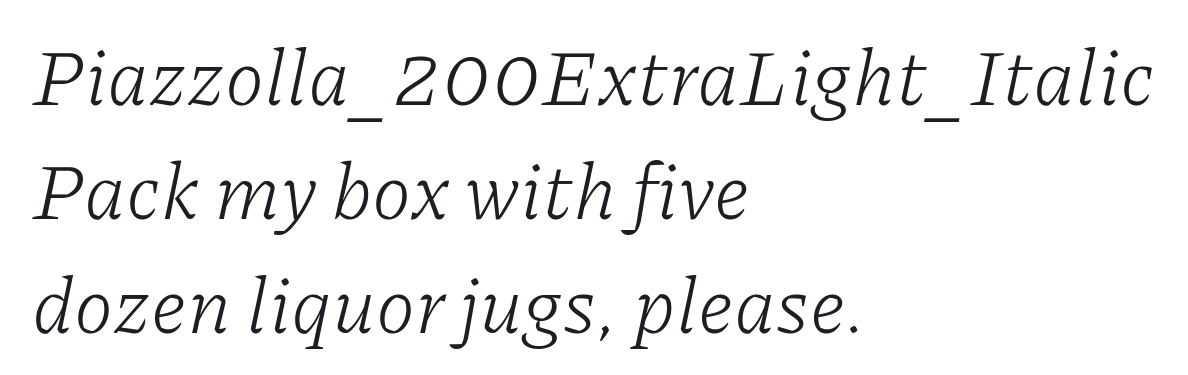 Piazzolla_200ExtraLight_Italic
Pack my box with five
dozen liquor jugs, please.